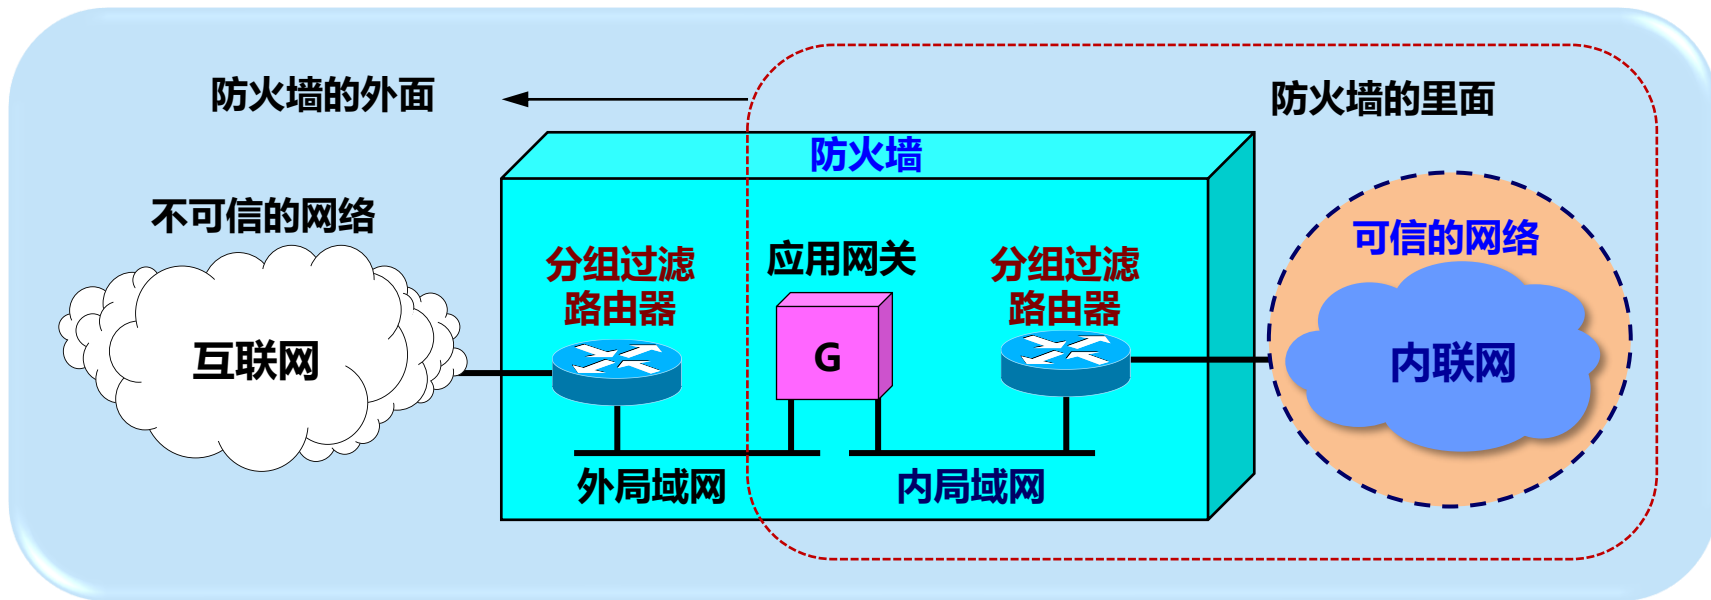 防火墙的外面
防火墙的里面
防火墙
不可信的网络
可信的网络
分组过滤
路由器
应用网关
分组过滤
路由器
互联网
G
内联网
外局域网
内局域网